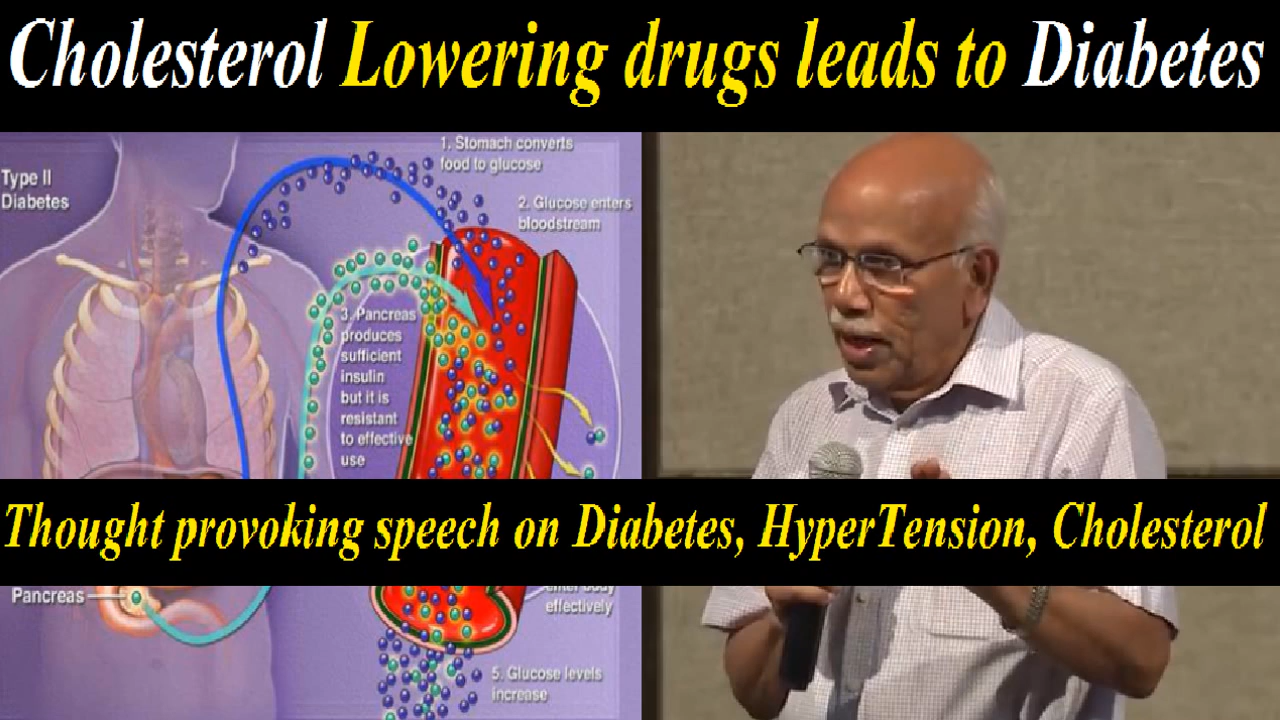 Cholesterol Lowering drugs leads to Diabetes
Type II
Diabetes
1. Stomach converts
food to glucose
2. Glucose enters
bloodstream
3. Pancreas
produces
sufficient
insulin
but it is
resistant
to effective
use
Thought provoking speech on Diabetes, HyperTension, Cholesterol
Pancreas
enter body
effectively
5. Glucose levels
increase